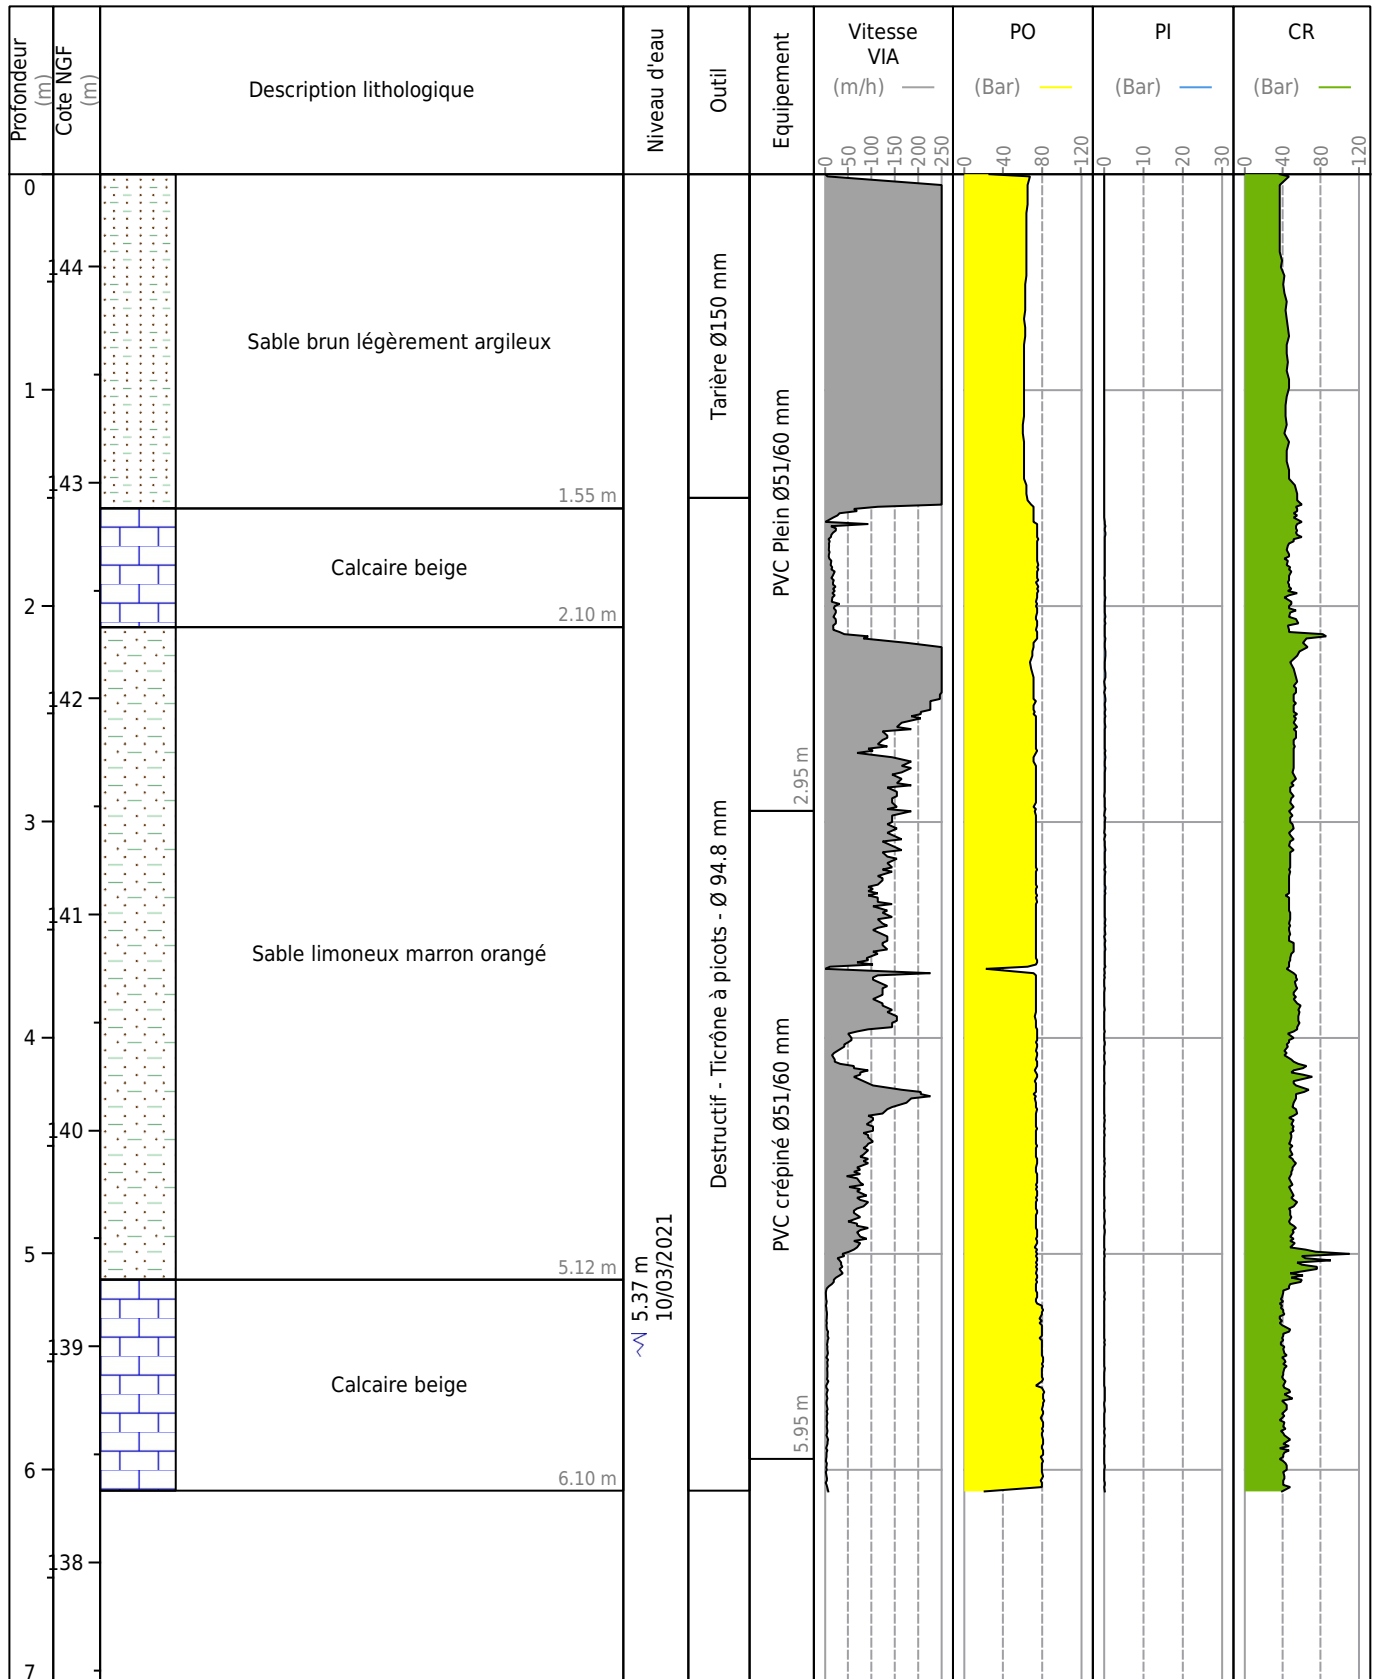 Profondeur
(m)
Cote NGF
(m)
Description lithologique
Niveau d'eau
Outil
Equipement
Vitesse
VIA
(m/h)
0
50
100
150
200
250
PO
(Bar)
0
40
80
120
PI
(Bar)
0
10
20
30
CR
(Bar)
0
40
80
120
0
1
2
3
4
5
6
7
144
143
142
141
140
139
138
Sable brun légèrement argileux
1.55 m
Calcaire beige
2.10 m
Sable limoneux marron orangé
5.12 m
Calcaire beige
6.10 m
5.37 m
10/03/2021
Tarière Ø150 mm
Destructif - Ticrône à picots - Ø 94.8 mm
PVC Plein Ø51/60 mm
2.95 m
PVC crépiné Ø51/60 mm
5.95 m